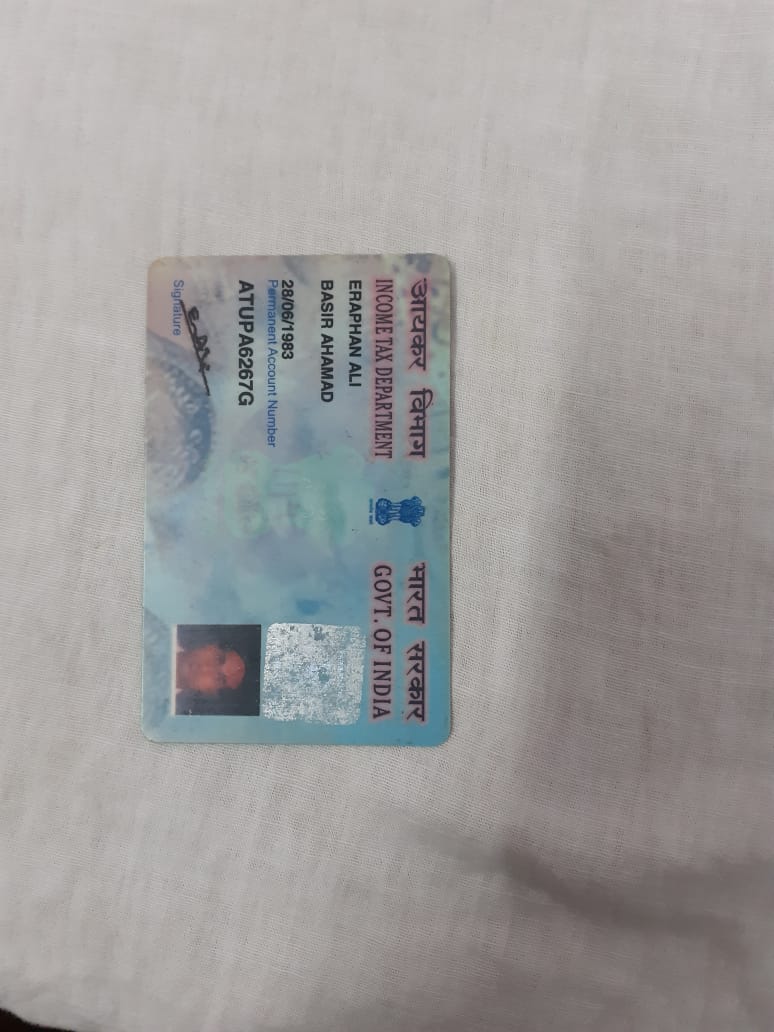 आयकर विभाग भारत सरकार
INCOME TAX DEPARTMENT GOVT. OF INDIA
ERAPHAN ALI
BASIR AHAMAD
28/06/1983
Permanent Account Number
ATUPA6267G
Signature